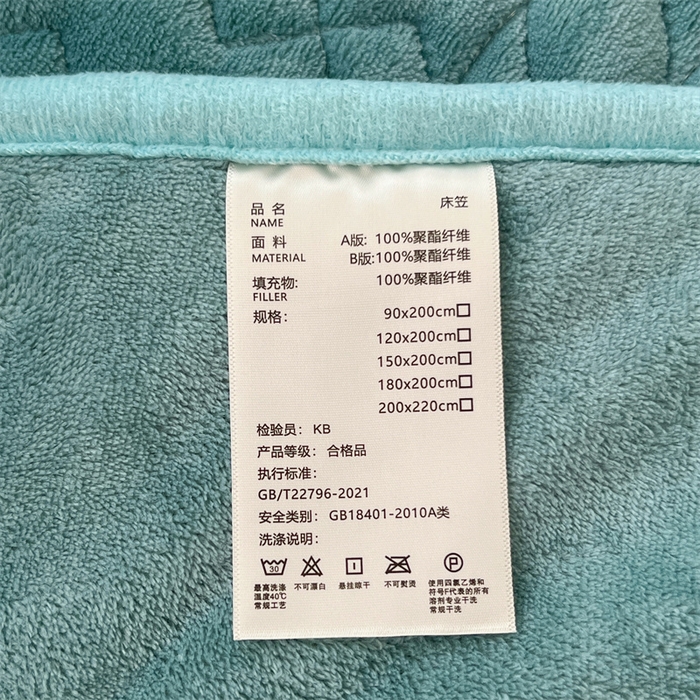 品 名 床笠
NAME
面 料 A版: 100%聚酯纤维
MATERIAL B版:100%聚酯纤维
填充物: 100%聚酯纤维
FILLER
规格: 90x200cm□
120x200cm□
150x200cm□
180x200cm□
200x220cm□
检验员: KB
产品等级: 合格品
执行标准:
GB/T22796-2021
安全类别: GB18401-2010A类
洗涤说明:
30
P
最高洗涤
温度40℃
常规工艺
不可漂白
悬挂晾干
不可熨烫
使用四氯乙烯和
符号F代表的所有
溶剂专业干洗
常规干洗